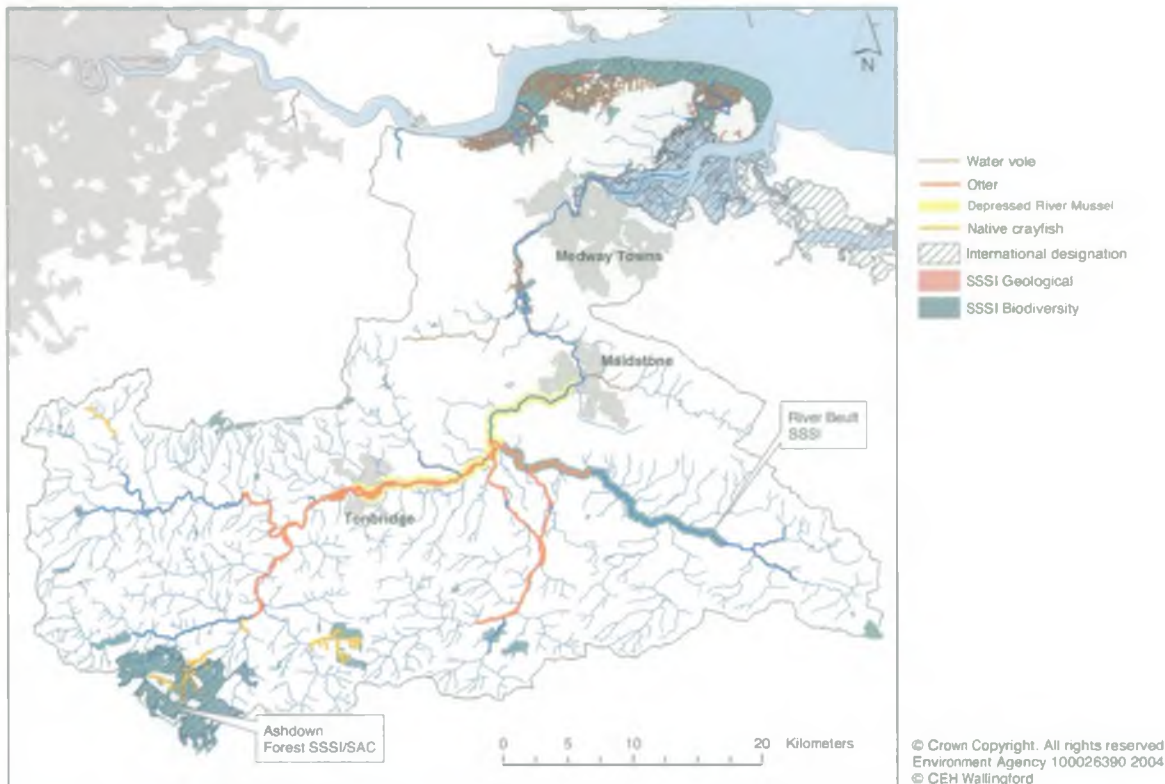 N
Water vole
Otter
Depressed River Mussel
Native crayfish
International designation
SSSI Geological
SSSI Biodiversity
Medway Towns
Maidstone
River Beult
SSSI
Tonbridge
Ashdown
Forest SSSI/SAC
0 5 10 20 Kilometers
© Crown Copyright. All rights reserved
Environment Agency 100026390 2004
© CEH Wallingford